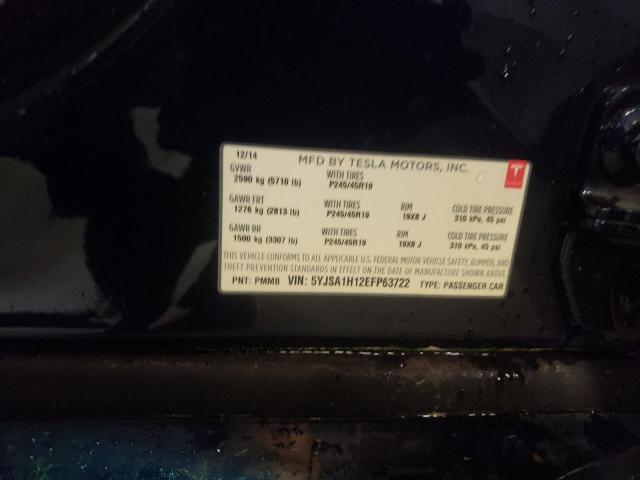 12/14 MFD BY TESLA MOTORS, INC.
GVWR WITH TIRES
2590 kg (5710 lb) P245/45R19
GAWR FRT WITH TIRES RIM COLD TIRE PRESSURE
1276 kg (2813 lb) P245/45R19 19X8 J 310 kPa, 45 psi
GAWR RR WITH TIRES RIM COLD TIRE PRESSURE
1500 kg (3307 lb) P245/45R19 19X8 J 310 kPa, 45 psi
THIS VEHICLE CONFORMS TO ALL APPLICABLE U.S. FEDERAL MOTOR VEHICLE SAFETY, BUMPER, AND
THEFT PREVENTION STANDARDS IN EFFECT ON THE DATE OF MANUFACTURE SHOWN ABOVE.
PNT: PMMB VIN: 5YJSA1H12EFP63722 TYPE: PASSENGER CAR